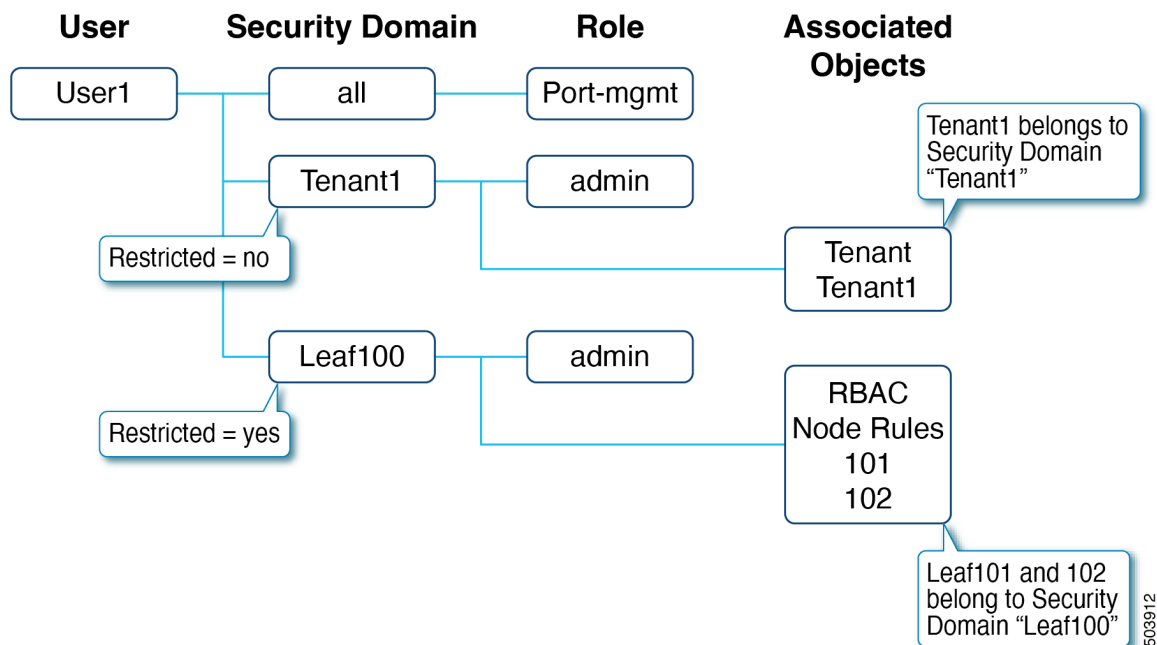 User
Security Domain
Role
Associated
Objects
User1
all
Port-mgmt
Tenant1 belongs to
Security Domain
“Tenant1”
Tenant1
admin
Restricted = no
Tenant
Tenant1
Leaf100
admin
Restricted = yes
RBAC
Node Rules
101
102
Leaf101 and 102
belong to Security
Domain “Leaf100”
503912